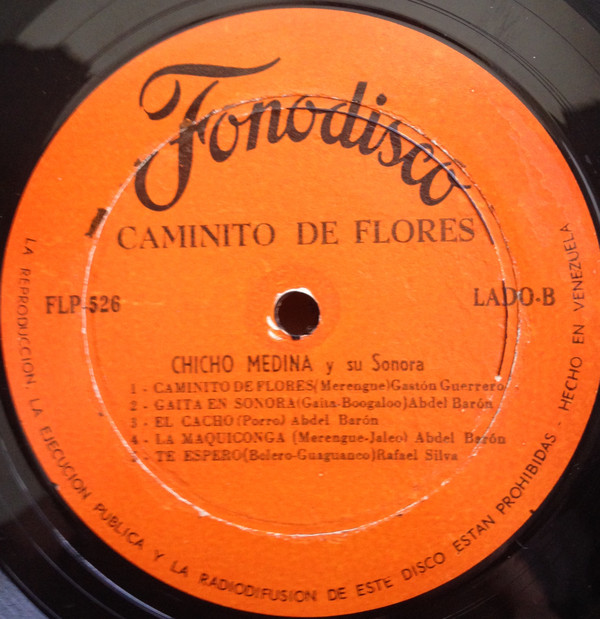 Fonodisco
CAMINITO DE FLORES
FLP-526
LADO-B
CHICHO MEDINA y su Sonora
1 - CAMINITO DE FLORES (Merengue) Gastón Guerrero
2 - GAITA EN SONORA (Gaita-Boogaloo) Abdel Barón
3 - EL CACHO (Porro) Abdel Barón
4 - LA MAQUICONGA (Merengue-Jaleo) Abdel Barón
5 - TE ESPERO (Bolero-Guaguanco) Rafael Silva
LA REPRODUCCION, LA EJECUCION PUBLICA Y LA RADIODIFUSION DE ESTE DISCO ESTAN PROHIBIDAS - HECHO EN VENEZUELA